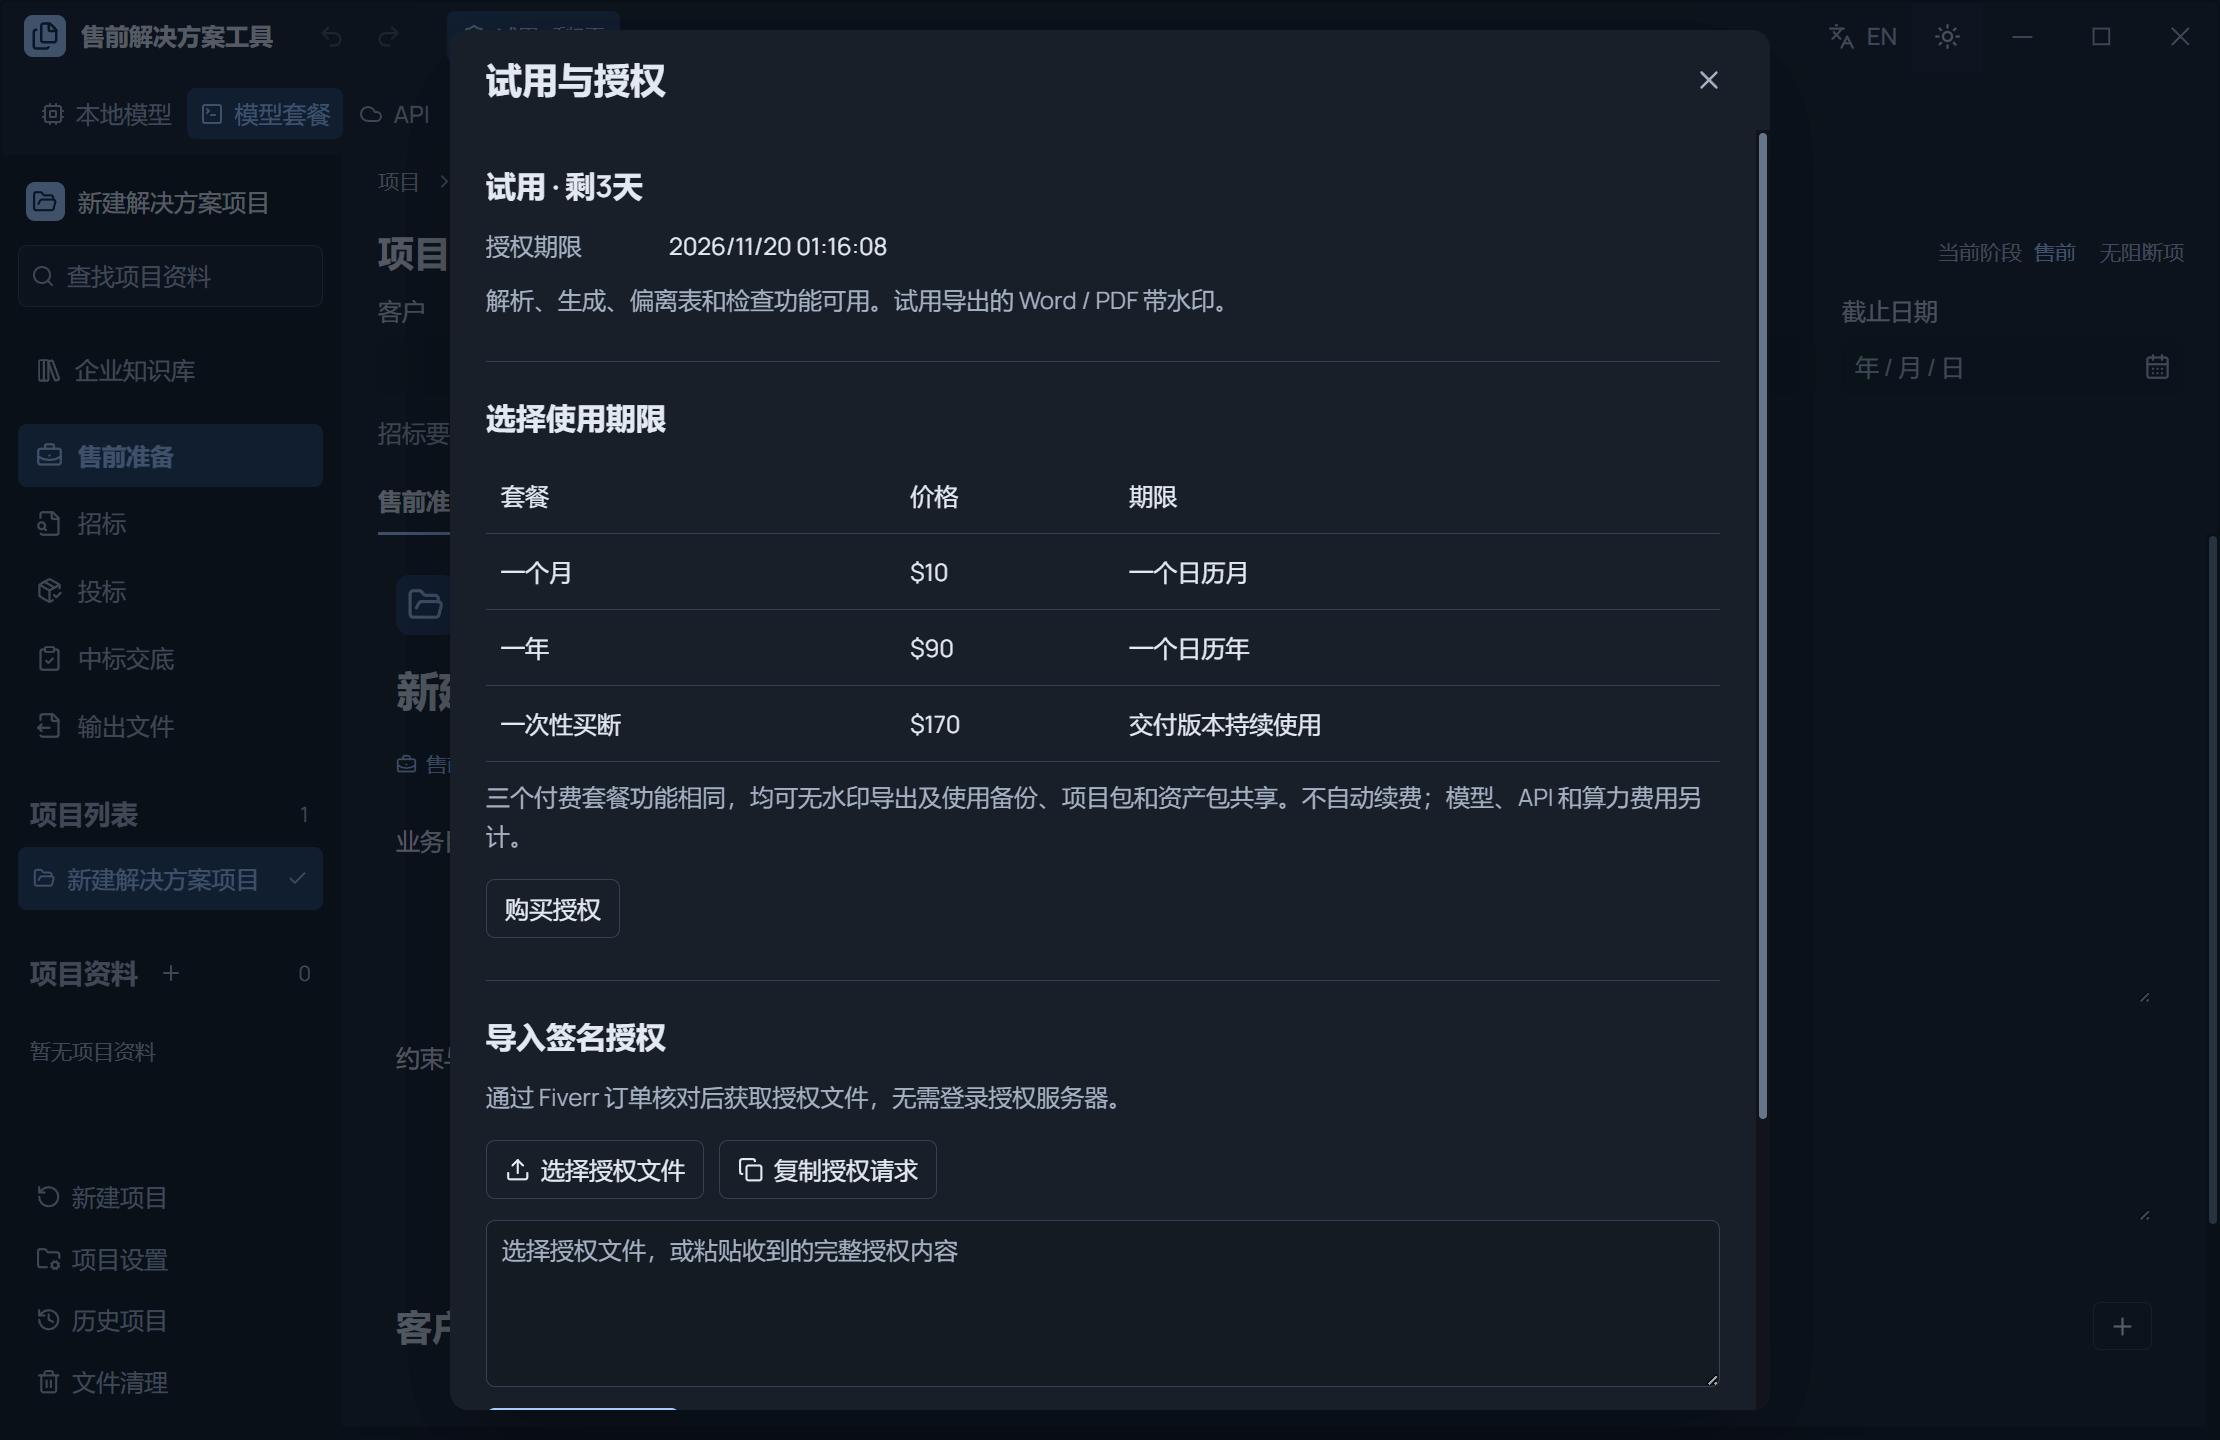 售前解决方案工具
EN
本地模型
模型套餐
API
新建解决方案项目
查找项目资料
企业知识库
售前准备
招标
投标
中标交底
输出文件
项目列表
1
新建解决方案项目
项目资料
0
暂无项目资料
新建项目
项目设置
历史项目
文件清理
项目
项目
客户
招标要
售前准
新建
业务
客户
当前阶段 售前 无阻断项
截止日期
年 / 月 / 日
试用与授权
试用 · 剩3天
授权期限 2026/11/20 01:16:08
解析、生成、偏离表和检查功能可用。试用导出的 Word / PDF 带水印。
选择使用期限
套餐 价格 期限
一个月 $10 一个日历月
一年 $90 一个日历年
一次性买断 $170 交付版本持续使用
三个付费套餐功能相同，均可无水印导出及使用备份、项目包和资产包共享。不自动续费；模型、API 和算力费用另
计。
购买授权
导入签名授权
通过 Fiverr 订单核对后获取授权文件，无需登录授权服务器。
选择授权文件
复制授权请求
选择授权文件，或粘贴收到的完整授权内容